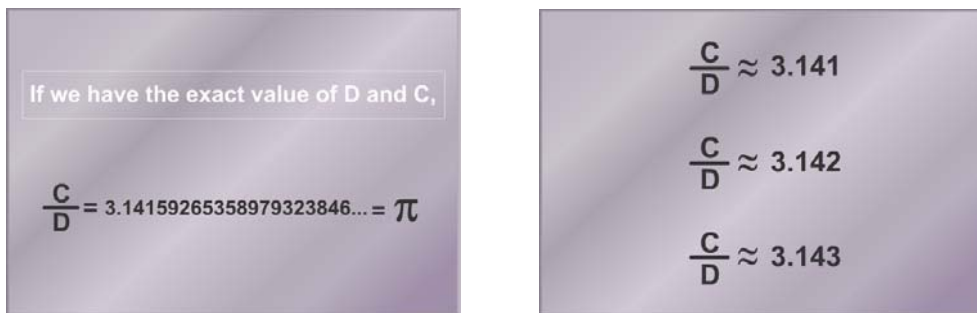 If we have the exact value of D and C,
C/D = 3.14159265358979323846... = π
C/D ≈ 3.141
C/D ≈ 3.142
C/D ≈ 3.143